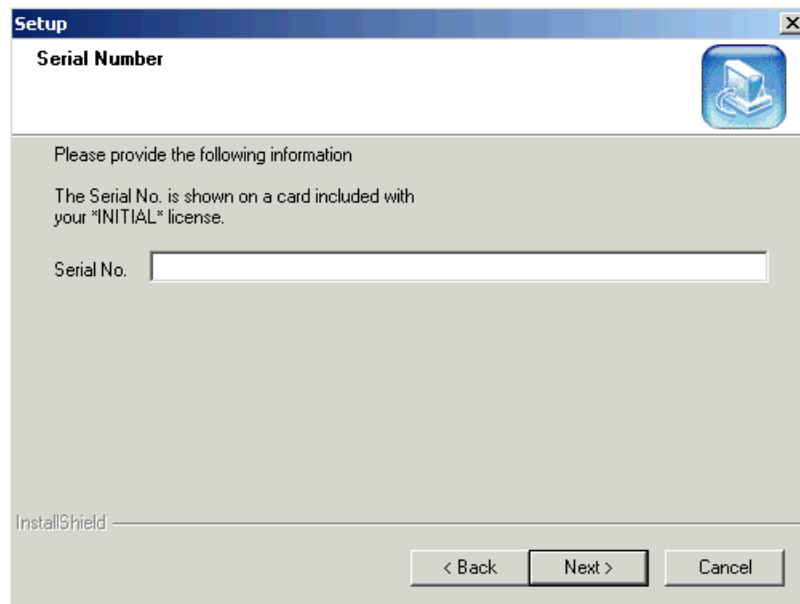 Setup
Serial Number
Please provide the following information
The Serial No. is shown on a card included with
your *INITIAL* license.
Serial No.
InstallShield
< Back Next > Cancel